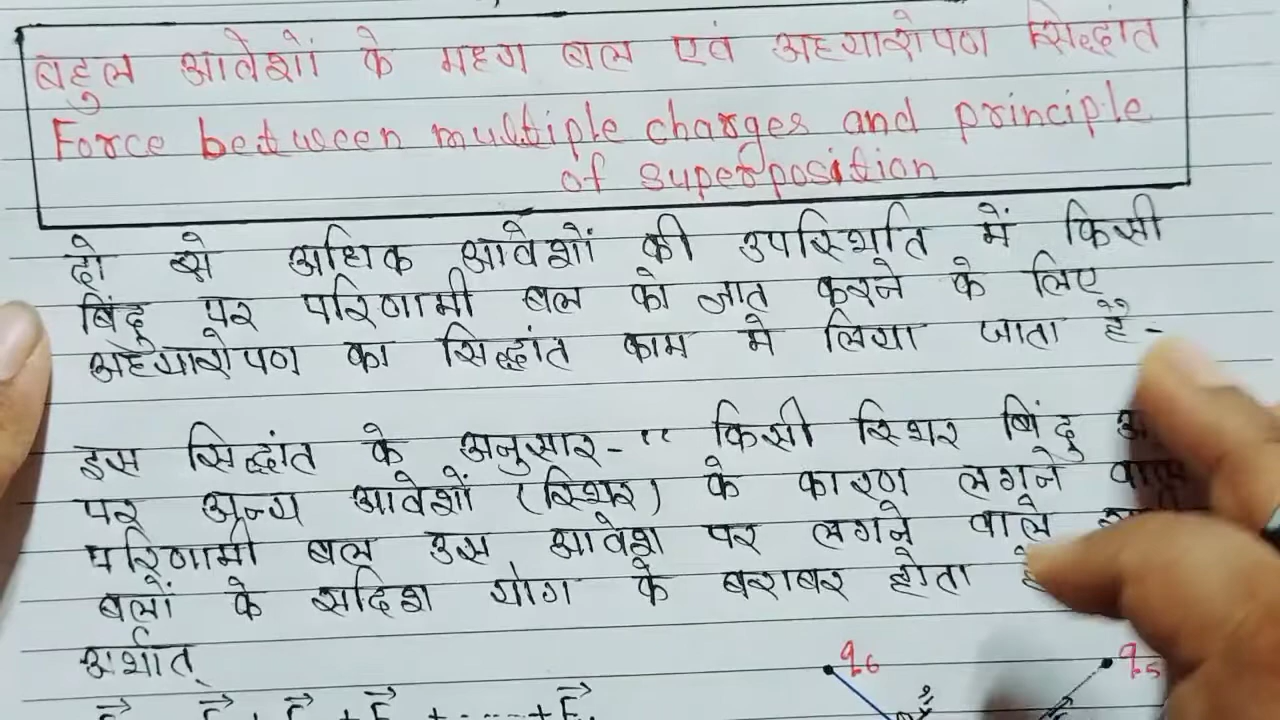 बहुल आवेशों के मध्य बल एवं अध्यारोपण सिद्धांत
Force between multiple charges and principle
of superposition
दो से अधिक आवेशों की उपस्थिति में किसी
बिंदु पर परिणामी बल को ज्ञात करने के लिए
अध्यारोपण का सिद्धांत काम मे लिया जाता है -
इस सिद्धांत के अनुसार- " किसी स्थिर बिंदु
पर अन्य आवेशों (स्थिर) के कारण लगने
परिणामी बल उस आवेश पर लगने वाले
बलों के सदिश योग के बराबर होता
अर्थात्
q₆ q₅